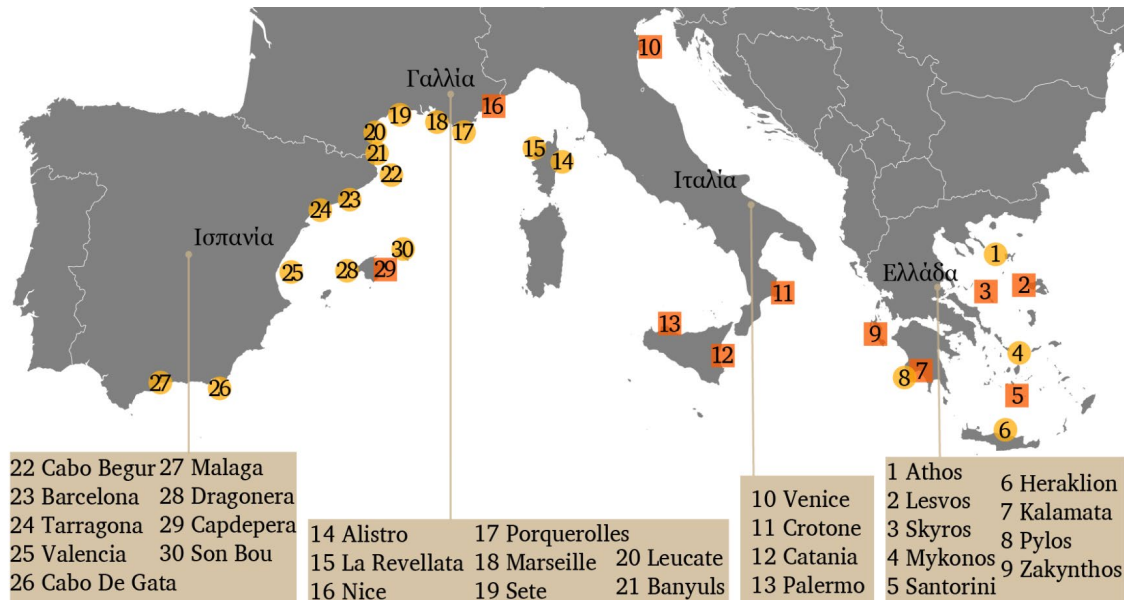 10
Γαλλία
16
19
18
17
20
21
15
14
22
Ιταλία
23
24
Ισπανία
30
1
25
28
29
Ελλάδα
2
3
11
13
9
12
4
7
8
27
26
5
6
22 Cabo Begur
23 Barcelona
24 Tarragona
25 Valencia
26 Cabo De Gata
27 Malaga
28 Dragonera
29 Capdepera
30 Son Bou
14 Alistro
15 La Revellata
16 Nice
17 Porquerolles
18 Marseille
19 Sete
20 Leucate
21 Banyuls
10 Venice
11 Crotone
12 Catania
13 Palermo
1 Athos
2 Lesvos
3 Skyros
4 Mykonos
5 Santorini
6 Heraklion
7 Kalamata
8 Pylos
9 Zakynthos